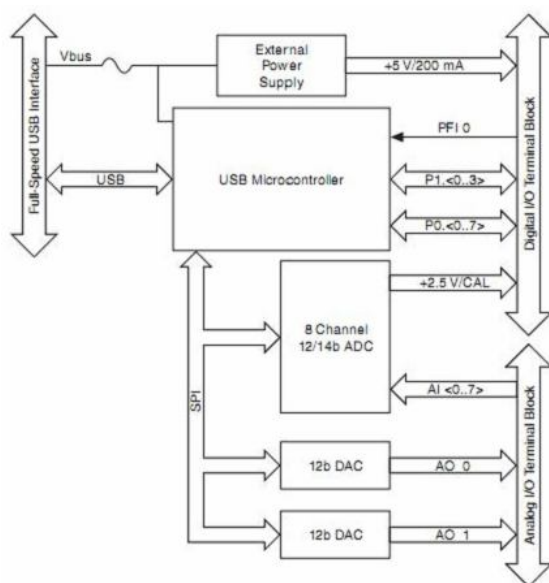 Vbus
External
Power
Supply
+5 V/200 mA
Full-Speed USB Interface
USB
USB Microcontroller
PFI 0
P1.<0..3>
P0.<0..7>
Digital I/O Terminal Block
+2.5 V/CAL
8 Channel
12/14b ADC
AI <0..7>
SPI
12b DAC
AO 0
12b DAC
AO 1
Analog I/O Terminal Block